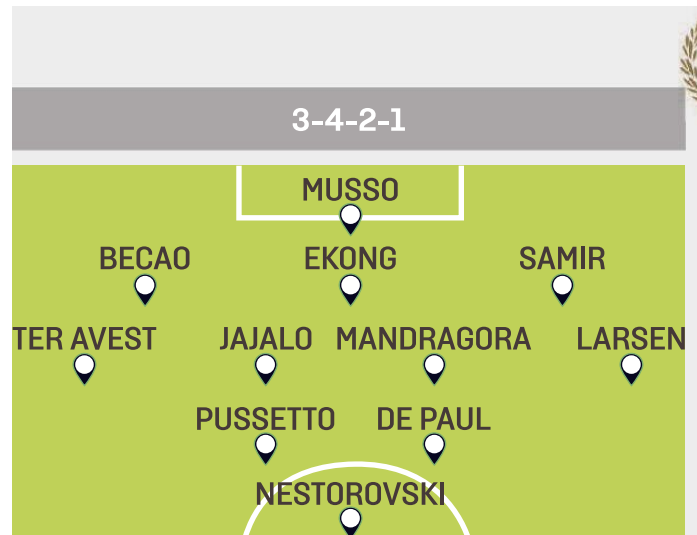 3-4-2-1
MUSSO
BECAO EKONG SAMIR
TER AVEST JAJALO MANDRAGORA LARSEN
PUSSETTO DE PAUL
NESTOROVSKI